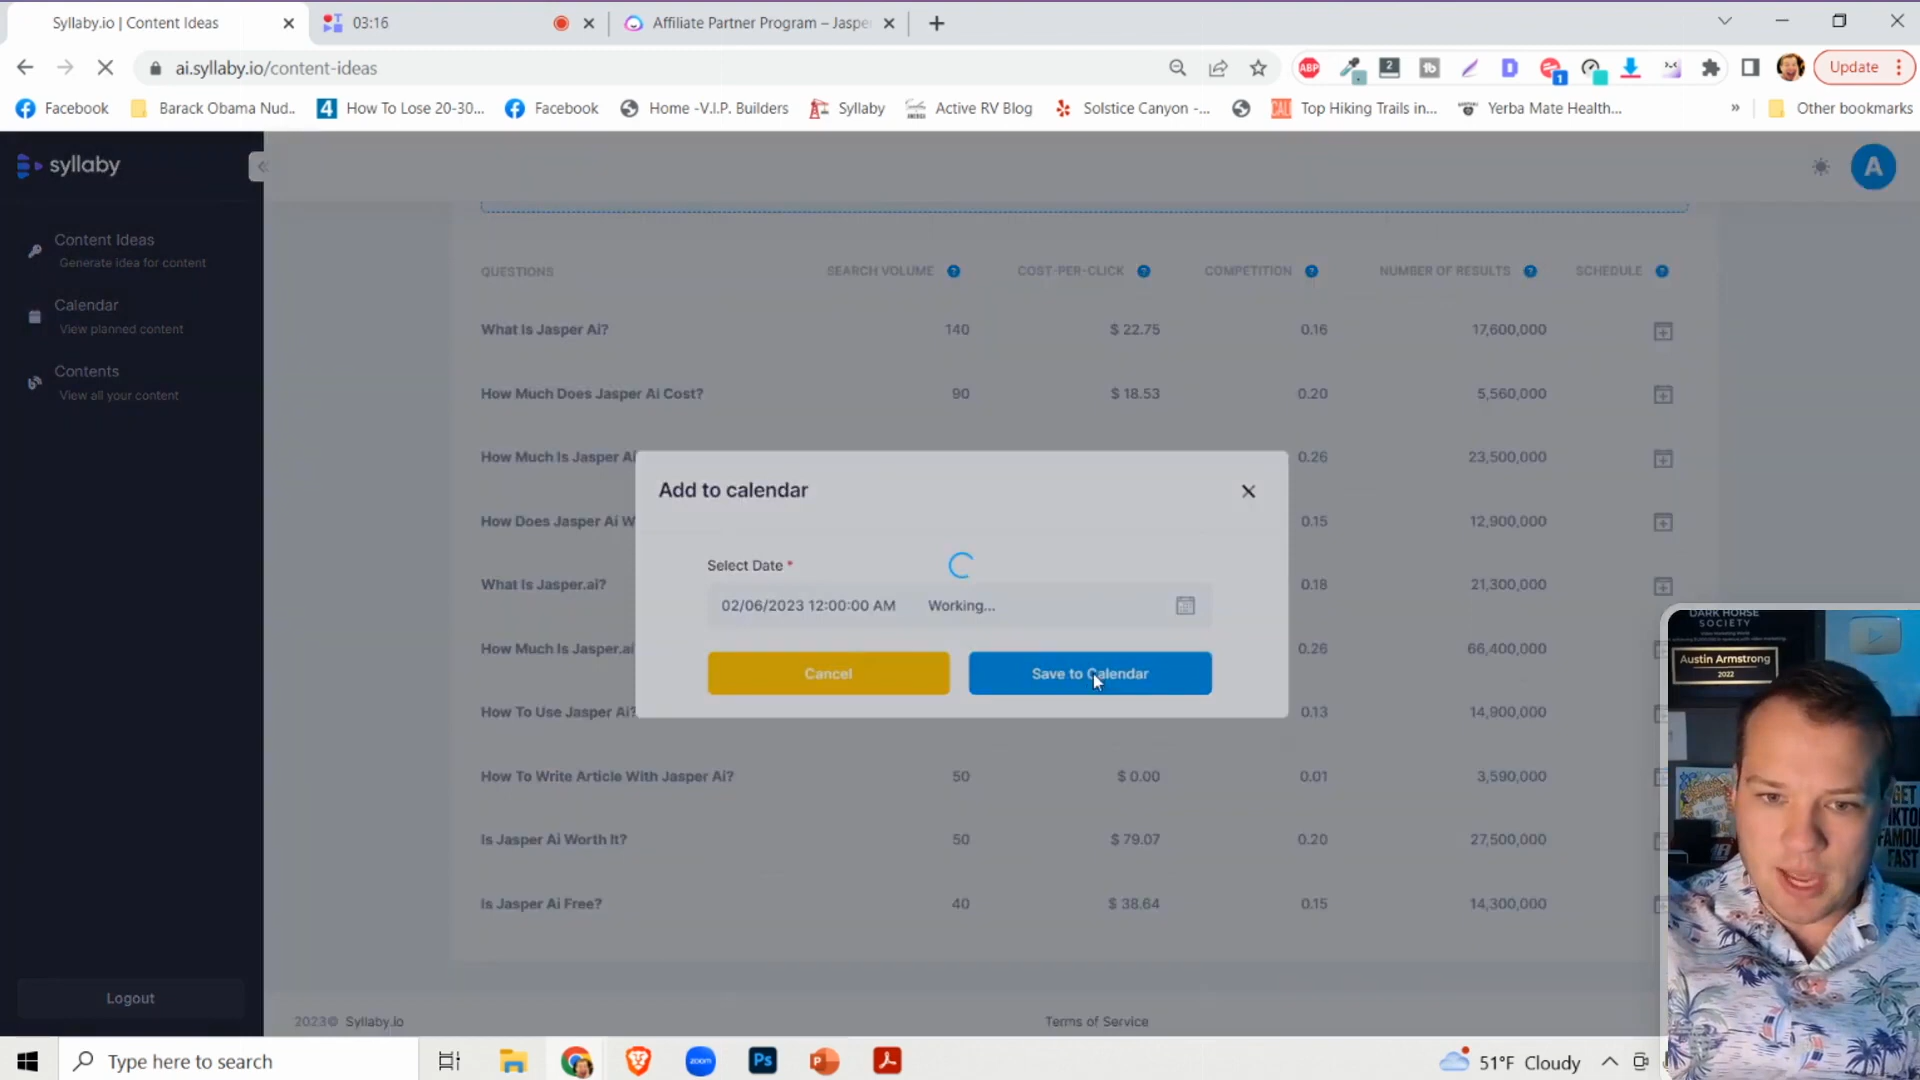 Syllaby.io | Content Ideas
03:16
Affiliate Partner Program – Jaspe
ai.syllaby.io/content-ideas
ABP
2
tb
D
1
Update
Facebook
Barack Obama Nud..
4 How To Lose 20-30...
Facebook
Home -V.I.P. Builders
Syllaby
Active RV Blog
Solstice Canyon -...
Top Hiking Trails in...
Yerba Mate Health...
»
Other bookmarks
syllaby
A
Content Ideas
Generate idea for content
Calendar
View planned content
Contents
View all your content
Logout
QUESTIONS SEARCH VOLUME ? COST-PER-CLICK ? COMPETITION ? NUMBER OF RESULTS ? SCHEDULE ?
What Is Jasper Ai? 140 $ 22.75 0.16 17,600,000
How Much Does Jasper Ai Cost? 90 $ 18.53 0.20 5,560,000
How Much Is Jasper Ai 0.26 23,500,000
How Does Jasper Ai W 0.15 12,900,000
What Is Jasper.ai? 0.18 21,300,000
How Much Is Jasper.ai 0.26 66,400,000
How To Use Jasper Ai? 0.13 14,900,000
How To Write Article With Jasper Ai? 50 $ 0.00 0.01 3,590,000
Is Jasper Ai Worth It? 50 $ 79.07 0.20 27,500,000
Is Jasper Ai Free? 40 $ 38.64 0.15 14,300,000
Add to calendar
Select Date *
02/06/2023 12:00:00 AM
Working...
Cancel
Save to Calendar
2023© Syllaby.io
Terms of Service
DARK HORSE
SOCIETY
Austin Armstrong
2022
GET
FAMOU
FAST
Type here to search
zoom
Ps
P
51°F Cloudy